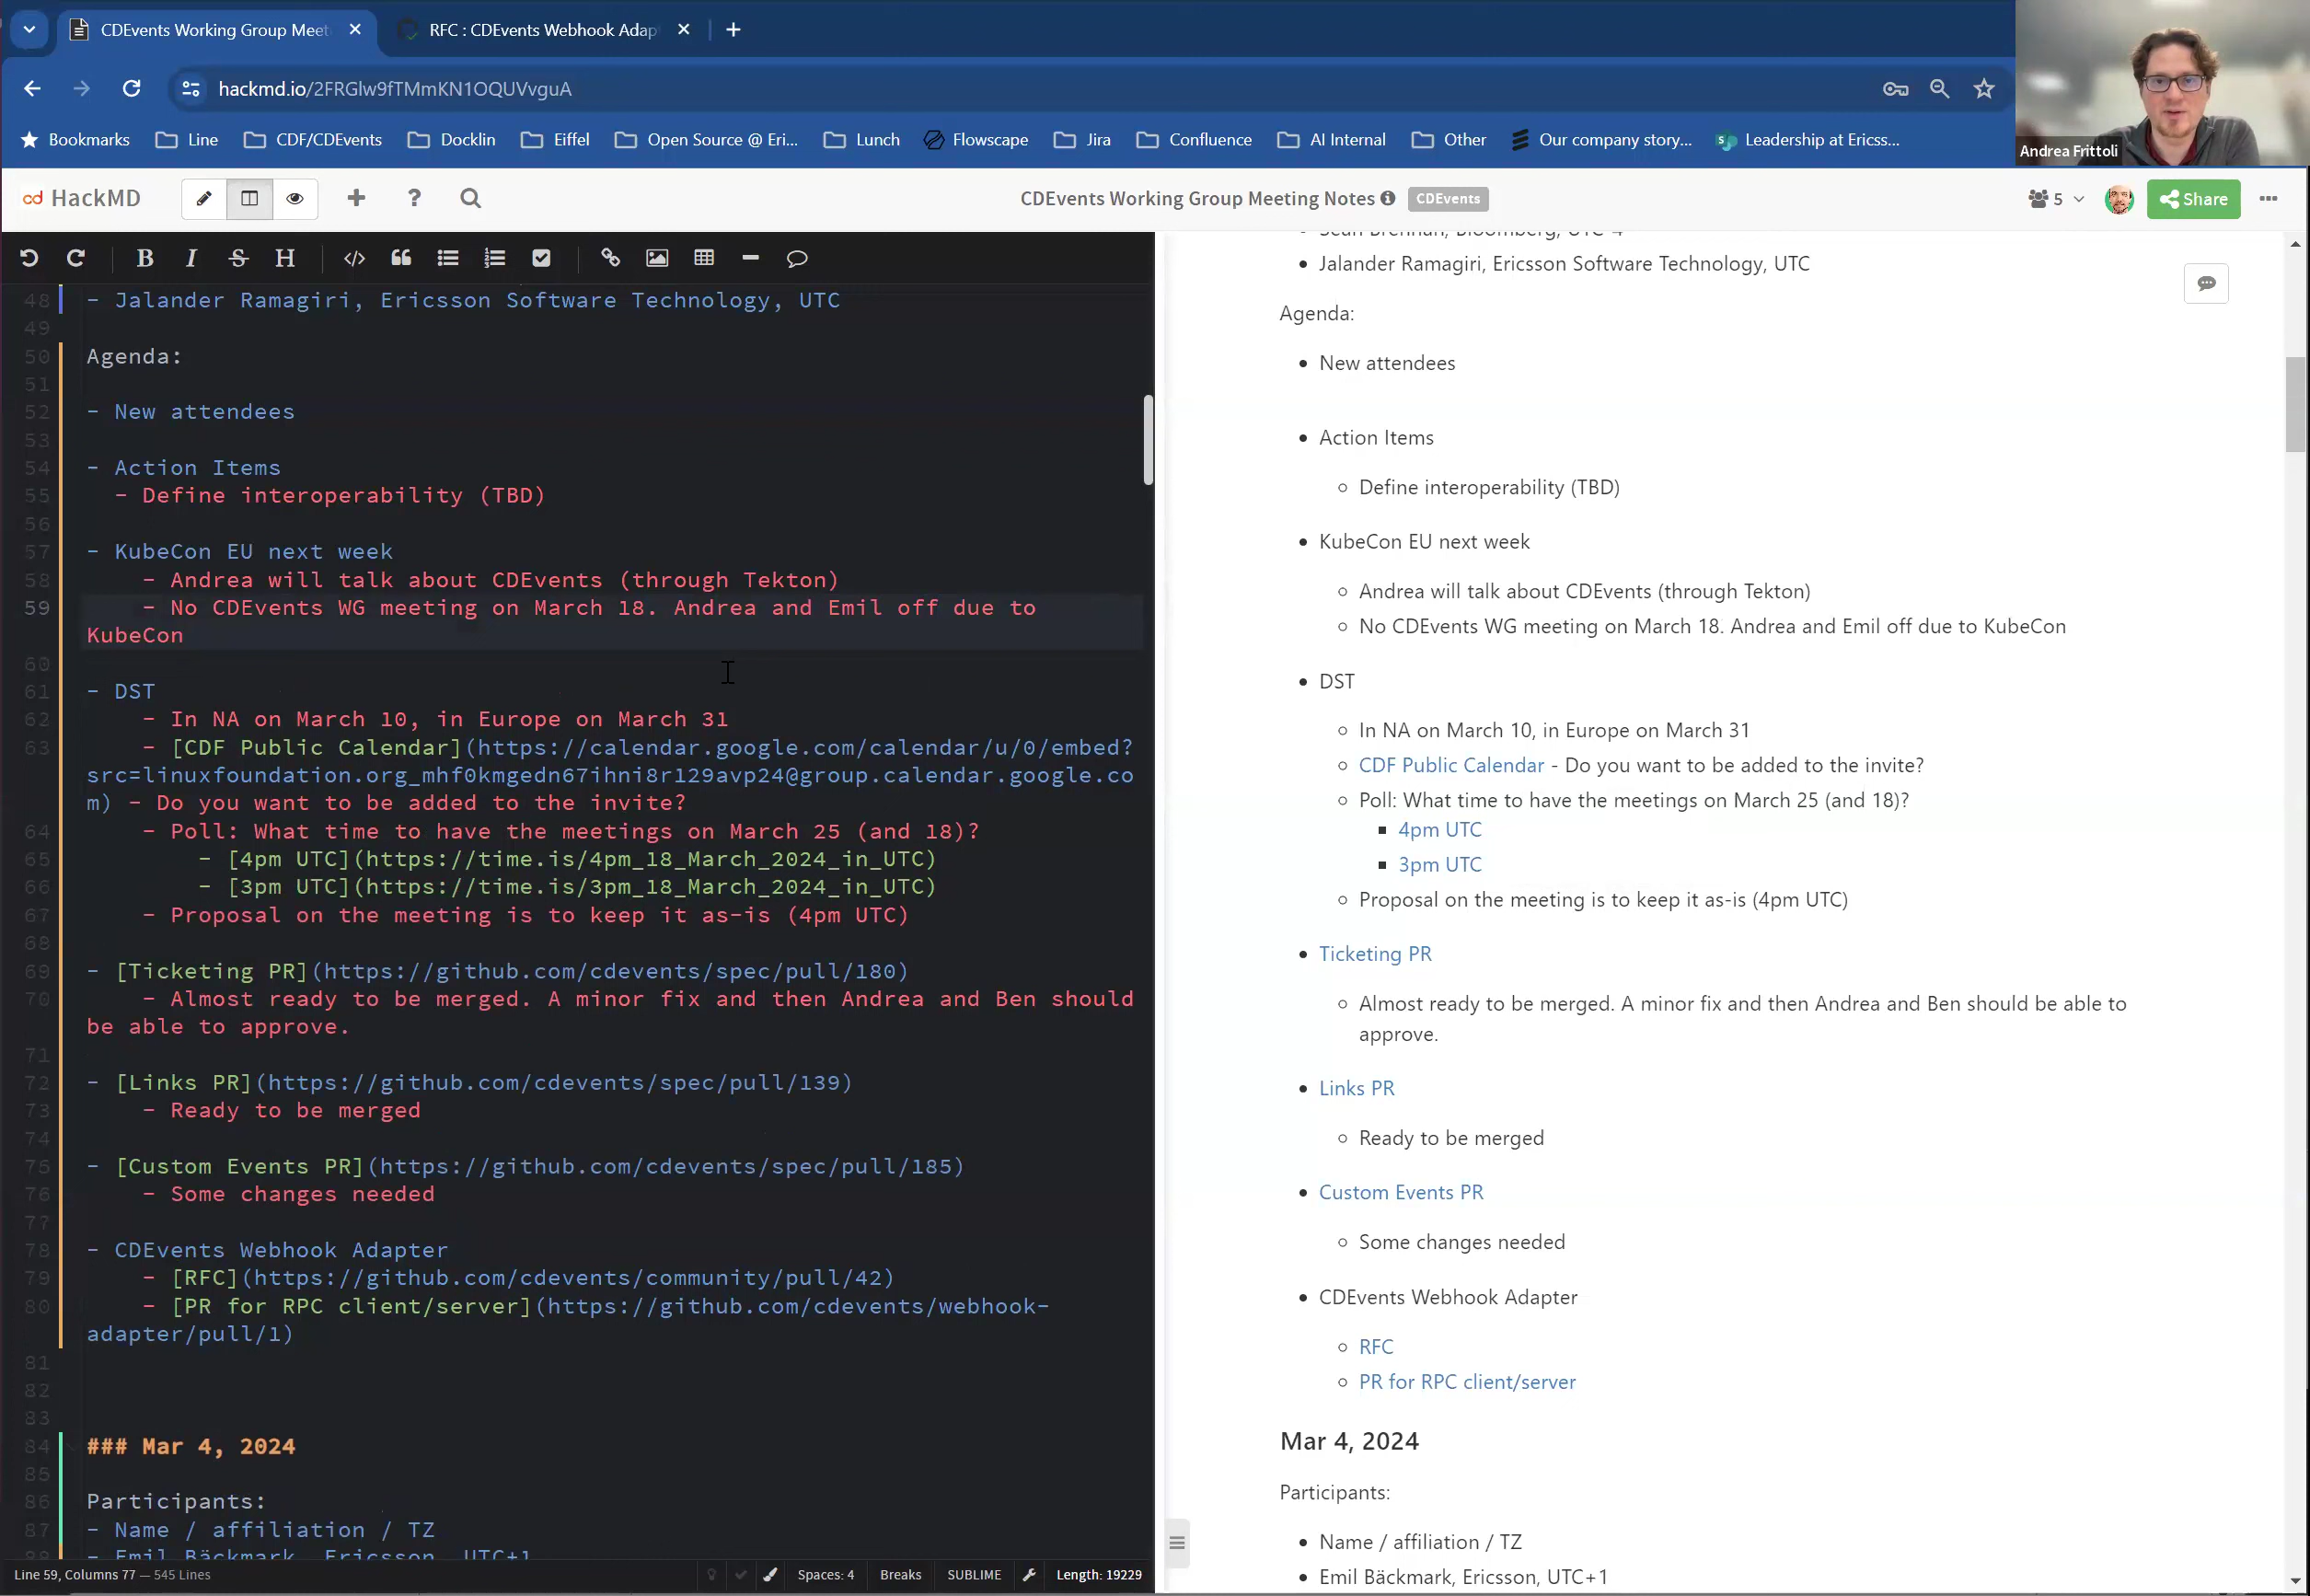 CDEvents Working Group Meet
RFC : CDEvents Webhook Adap
hackmd.io/2FRGlw9fTMmKN1OQUVvguA
Bookmarks Line CDF/CDEvents Docklin Eiffel Open Source @ Eri... Lunch Flowscape Jira Confluence AI Internal Other Our company story... Leadership at Ericss...
Andrea Frittoli
HackMD
CDEvents Working Group Meeting Notes CDEvents
5
Share
48 - Jalander Ramagiri, Ericsson Software Technology, UTC
49
50 Agenda:
51
52 - New attendees
53
54 - Action Items
55 - Define interoperability (TBD)
56
57 - KubeCon EU next week
58 - Andrea will talk about CDEvents (through Tekton)
59 - No CDEvents WG meeting on March 18. Andrea and Emil off due to
KubeCon
60
61 - DST
62 - In NA on March 10, in Europe on March 31
63 - [CDF Public Calendar](https://calendar.google.com/calendar/u/0/embed?
src=linuxfoundation.org_mhf0kmgedn67ihni8r129avp24@group.calendar.google.co
m) - Do you want to be added to the invite?
64 - Poll: What time to have the meetings on March 25 (and 18)?
65 - [4pm UTC](https://time.is/4pm_18_March_2024_in_UTC)
66 - [3pm UTC](https://time.is/3pm_18_March_2024_in_UTC)
67 - Proposal on the meeting is to keep it as-is (4pm UTC)
68
69 - [Ticketing PR](https://github.com/cdevents/spec/pull/180)
70 - Almost ready to be merged. A minor fix and then Andrea and Ben should
be able to approve.
71
72 - [Links PR](https://github.com/cdevents/spec/pull/139)
73 - Ready to be merged
74
75 - [Custom Events PR](https://github.com/cdevents/spec/pull/185)
76 - Some changes needed
77
78 - CDEvents Webhook Adapter
79 - [RFC](https://github.com/cdevents/community/pull/42)
80 - [PR for RPC client/server](https://github.com/cdevents/webhook-
adapter/pull/1)
81
82
83
84 ### Mar 4, 2024
85
86 Participants:
87 - Name / affiliation / TZ
88 - Emil Bäckmark, Ericsson, UTC+1
Line 59, Columns 77 — 545 Lines
Spaces: 4 Breaks SUBLIME Length: 19229
Sean Brennan, Bloomberg, UTC-4
• Jalander Ramagiri, Ericsson Software Technology, UTC
Agenda:
• New attendees
• Action Items
◦ Define interoperability (TBD)
• KubeCon EU next week
◦ Andrea will talk about CDEvents (through Tekton)
◦ No CDEvents WG meeting on March 18. Andrea and Emil off due to KubeCon
• DST
◦ In NA on March 10, in Europe on March 31
◦ CDF Public Calendar - Do you want to be added to the invite?
◦ Poll: What time to have the meetings on March 25 (and 18)?
▪ 4pm UTC
▪ 3pm UTC
◦ Proposal on the meeting is to keep it as-is (4pm UTC)
• Ticketing PR
◦ Almost ready to be merged. A minor fix and then Andrea and Ben should be able to
approve.
• Links PR
◦ Ready to be merged
• Custom Events PR
◦ Some changes needed
• CDEvents Webhook Adapter
◦ RFC
◦ PR for RPC client/server
Mar 4, 2024
Participants:
• Name / affiliation / TZ
• Emil Bäckmark, Ericsson, UTC+1